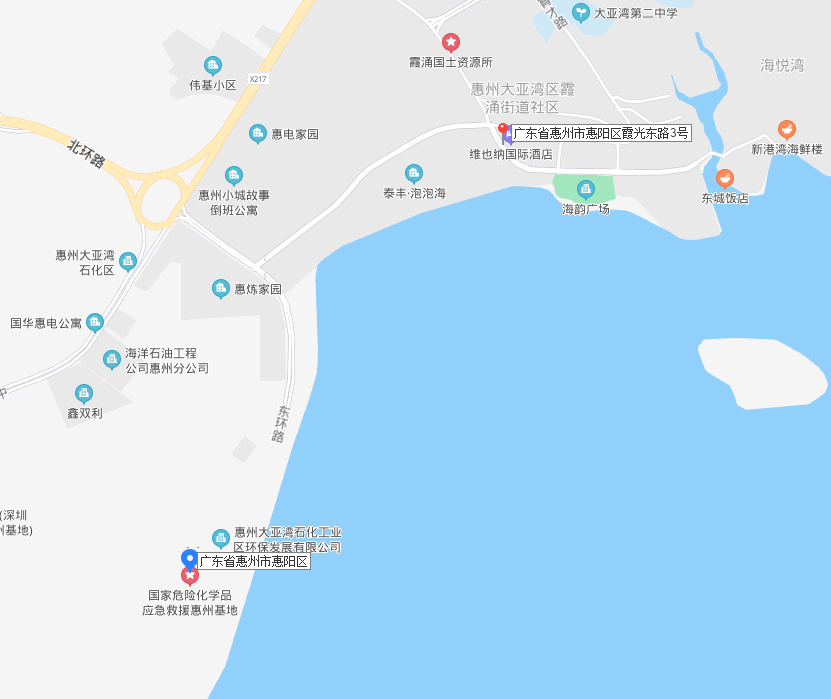 大亚湾第二中学
霞涌国土资源所
海悦湾
伟基小区
X217
惠州大亚湾区霞
涌街道社区
惠电家园
广东省惠州市惠阳区霞光东路3号
北环路
维也纳国际酒店
新港湾海鲜楼
惠州小城故事
倒班公寓
泰丰·泡泡海
东城饭店
海韵广场
惠州大亚湾
石化区
惠炼家园
国华惠电公寓
海洋石油工程
公司惠州分公司
中
鑫双利
东环路
(深圳
州基地)
惠州大亚湾石化工业
区环保发展有限公司
广东省惠州市惠阳区
国家危险化学品
应急救援惠州基地